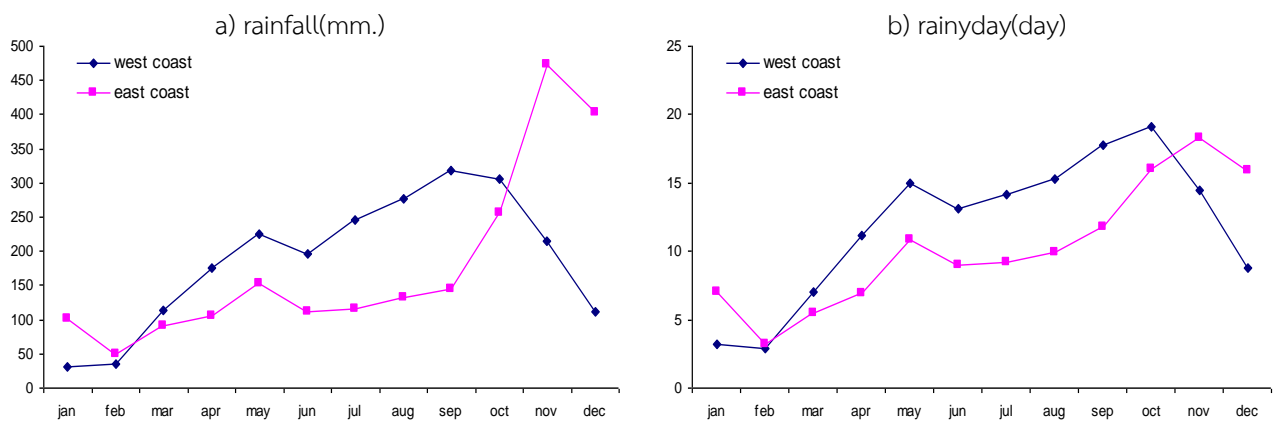 a) rainfall(mm.)
500
450
400
350
300
250
200
150
100
50
0
west coast
east coast
jan feb mar apr may jun jul aug sep oct nov dec
b) rainyday(day)
25
20
15
10
5
0
west coast
east coast
jan feb mar apr may jun jul aug sep oct nov dec